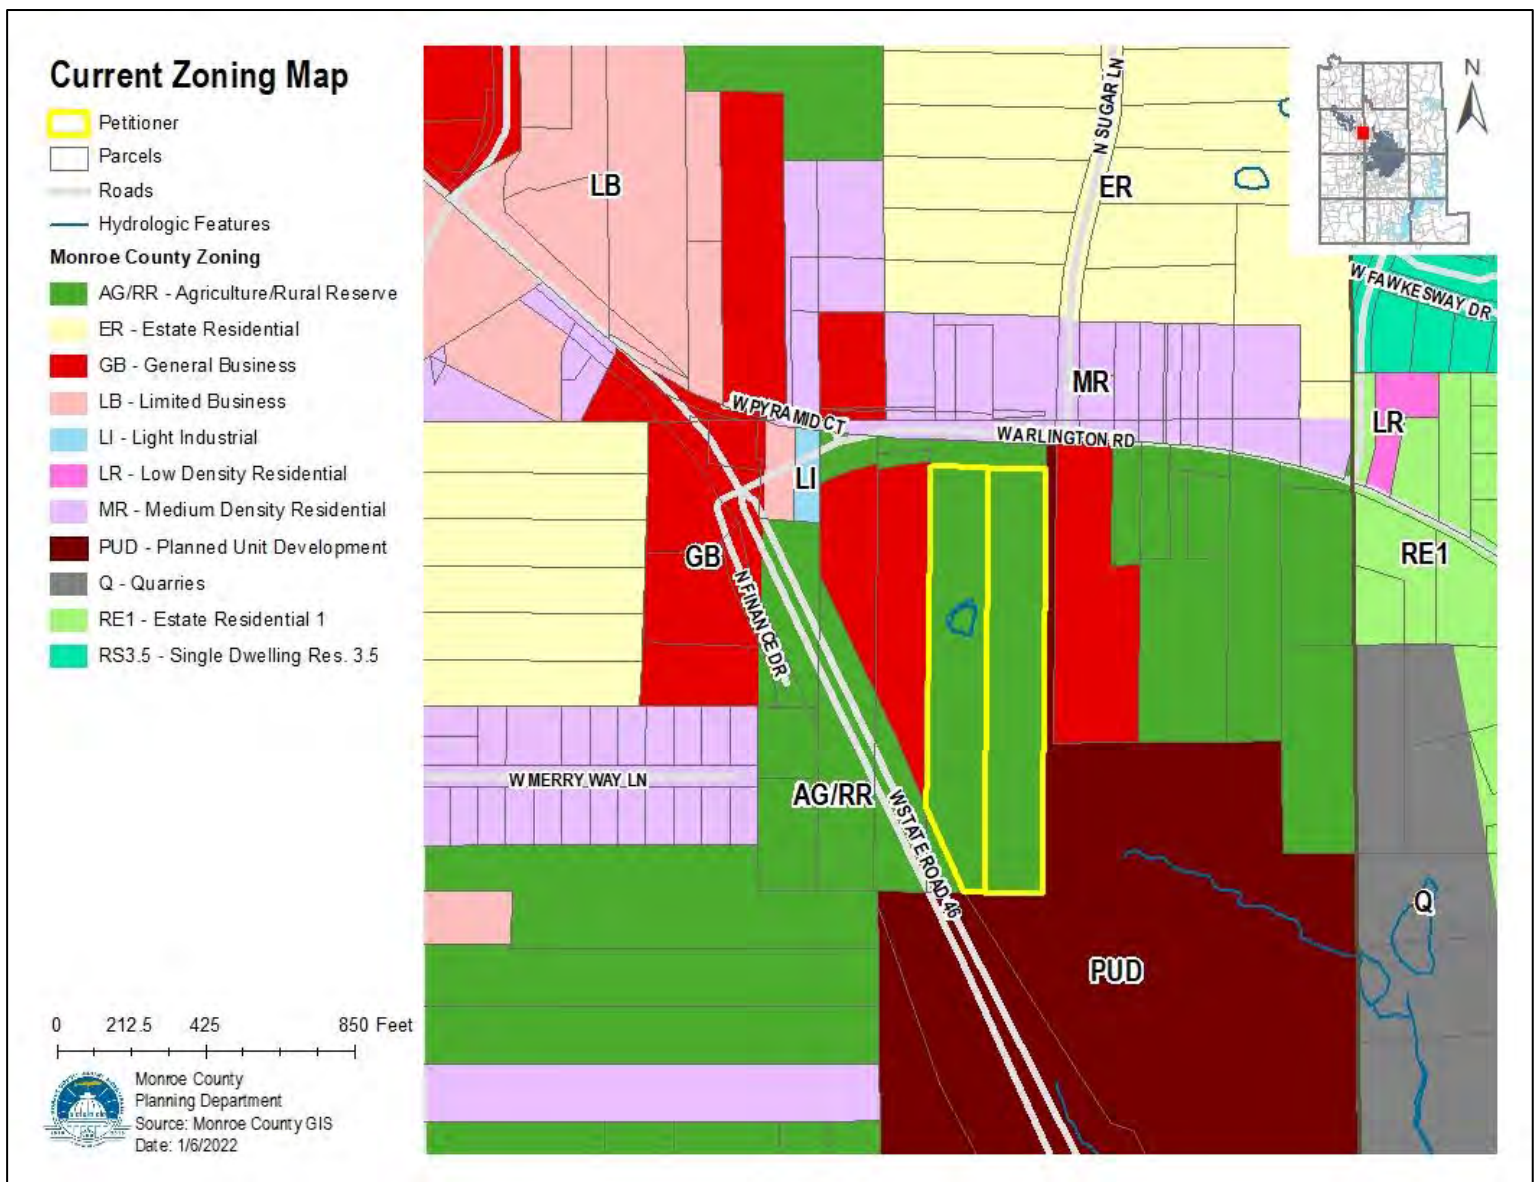 Current Zoning Map
Petitioner
Parcels
Roads
Hydrologic Features
Monroe County Zoning
AG/RR - Agriculture/Rural Reserve
ER - Estate Residential
GB - General Business
LB - Limited Business
LI - Light Industrial
LR - Low Density Residential
MR - Medium Density Residential
PUD - Planned Unit Development
Q - Quarries
RE1 - Estate Residential 1
RS3.5 - Single Dwelling Res. 3.5
0 212.5 425 850 Feet
Monroe County
Planning Department
Source: Monroe County GIS
Date: 1/6/2022
N
N SUGAR LN
LB
ER
W FAWKESWAY DR
MR
W PYRAMID CT
W ARLINGTON RD
LR
LI
GB
RE1
N FINANCE DR
W MERRY WAY LN
AG/RR
W STATE ROAD 46
Q
PUD